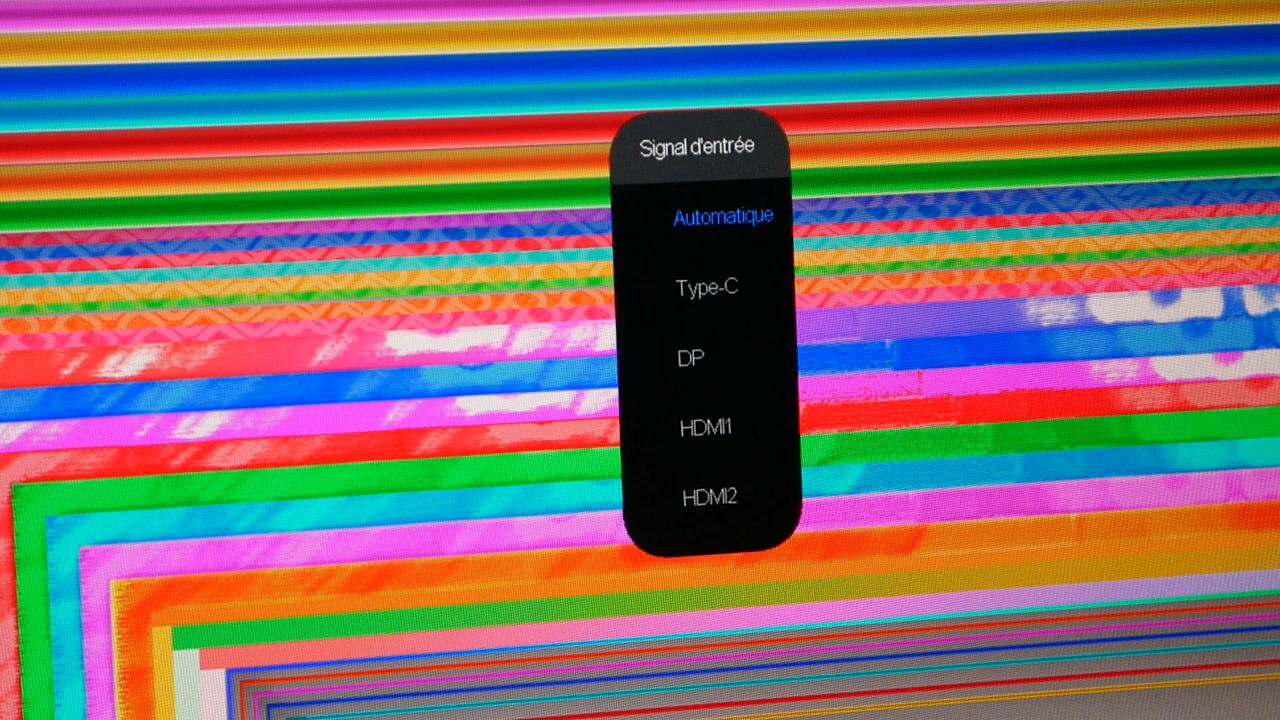 Signal d'entrée
Automatique
Type-C
DP
HDMI1
HDMI2